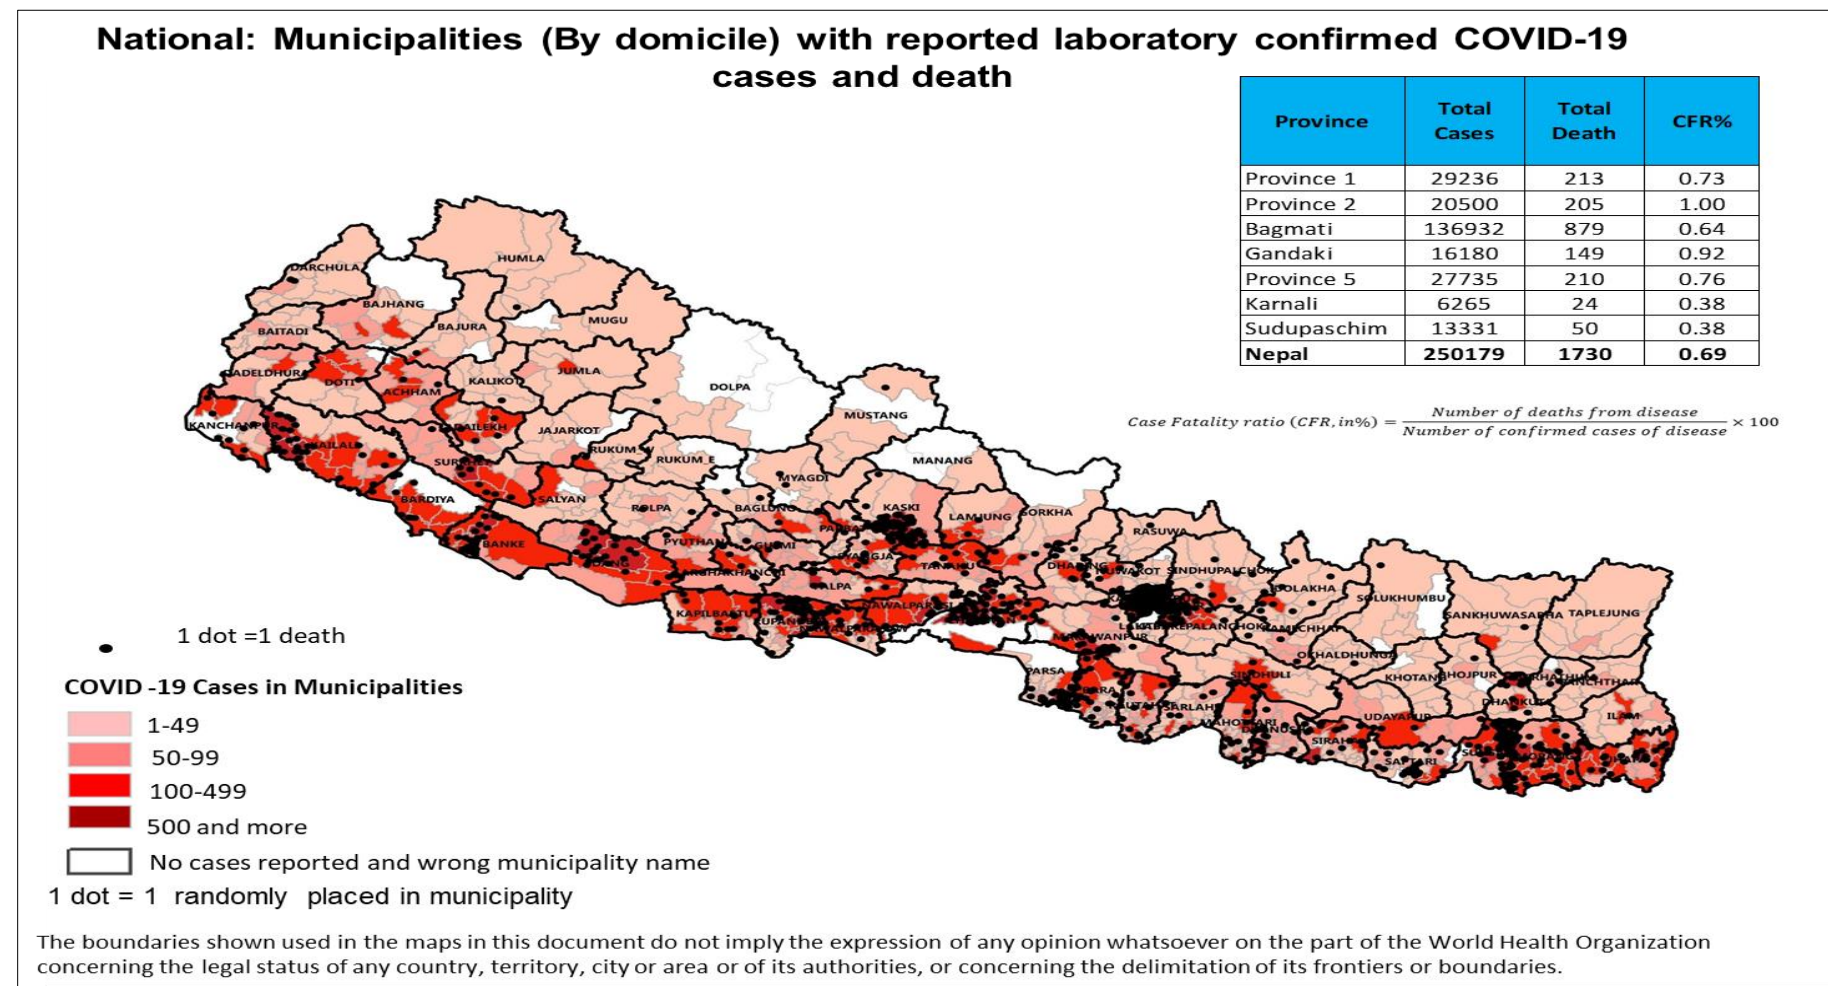 National: Municipalities (By domicile) with reported laboratory confirmed COVID-19
cases and death
Province Total Cases Total Death CFR%
Province 1 29236 213 0.73
Province 2 20500 205 1.00
Bagmati 136932 879 0.64
Gandaki 16180 149 0.92
Province 5 27735 210 0.76
Karnali 6265 24 0.38
Sudupaschim 13331 50 0.38
Nepal 250179 1730 0.69
Case Fatality ratio (CFR, in%) = Number of deaths from disease / Number of confirmed cases of disease × 100
HUMLA
DARCHULA
BAJHANG
MUGU
BAJURA
BAITADI
JUMLA
DADELDHURA
DOTI
KALIKOT
DOLPA
ACHHAM
MUSTANG
KANCHANPUR
DAILEKH
JAJARKOT
KAILALI
RUKUM_W
RUKUM_E
MANANG
SURKHET
MYAGDI
BARDIYA
SALYAN
ROLPA
BAGLUNG
KASKI
LAMJUNG
GORKHA
RASUWA
BANKE
PYUTHAN
GULMI
SYANGJA
DANG
TANAHU
DHADING
NUWAKOT
SINDHUPALCHOK
ARGHAKHANCHI
PALPA
DOLAKHA
SOLUKHUMBU
SANKHUWASABHA
TAPLEJUNG
KAPILBASTU
MAKAWANPUR
OKHALDHUNGA
PARSA
SINDHULI
KHOTANG
BHOJPUR
BARA
DHANKUTA
SARLAHI
MAHOTTARI
UDAYAPUR
ILAM
SIRAHA
SAPTARI
1 dot =1 death
COVID -19 Cases in Municipalities
1-49
50-99
100-499
500 and more
No cases reported and wrong municipality name
1 dot = 1 randomly placed in municipality
The boundaries shown used in the maps in this document do not imply the expression of any opinion whatsoever on the part of the World Health Organization
concerning the legal status of any country, territory, city or area or of its authorities, or concerning the delimitation of its frontiers or boundaries.